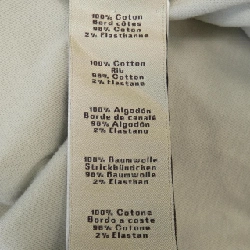 100% Coton
Bord côtes
98% Coton
2% Elasthanne
100% Cotton
Rib
98% Cotton
2% Elastane
100% Algodón
Borde de canalé
98% Algodón
2% Elastano
100% Baumwolle
Strickbündchen
98% Baumwolle
2% Elasthan
100% Cotone
Bordo a coste
98% Cotone
2% Elastan